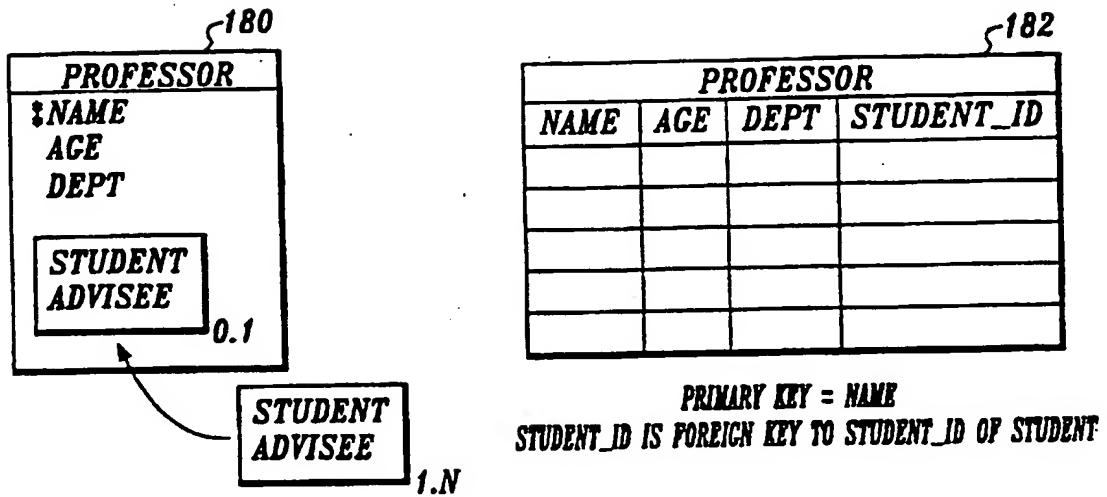 180
PROFESSOR
*NAME
AGE
DEPT
STUDENT
ADVISEE
0.1
STUDENT
ADVISEE
1.N
182
PROFESSOR
NAME AGE DEPT STUDENT_ID
PRIMARY KEY = NAME
STUDENT_ID IS FOREIGN KEY TO STUDENT_ID OF STUDENT